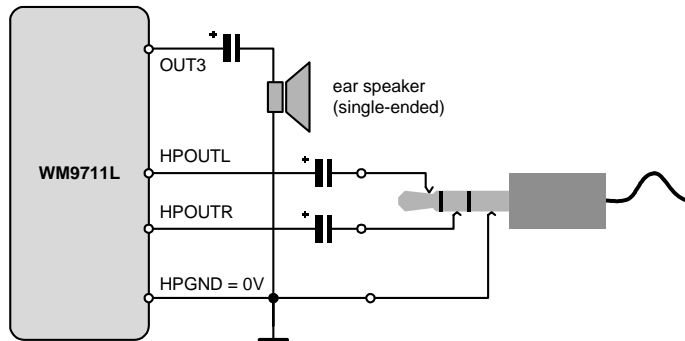 OUT3
ear speaker
(single-ended)
HPOUTL
WM9711L
HPOUTR
HPGND = 0V
+
+
+